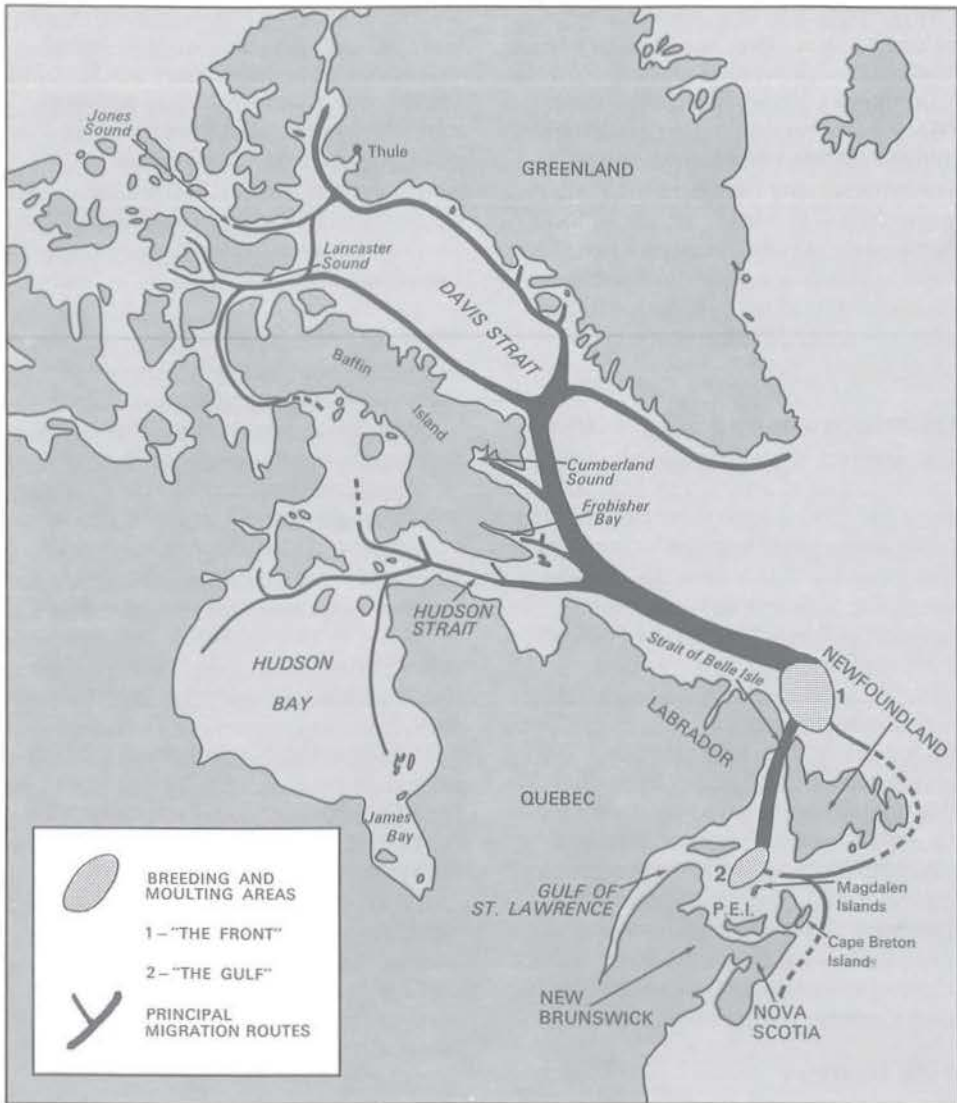 Jones
Sound
Thule
GREENLAND
Lancaster
Sound
DAVIS STRAIT
Baffin
Island
Cumberland
Sound
Frobisher
Bay
HUDSON
STRAIT
HUDSON
BAY
Strait of Belle Isle
NEWFOUNDLAND
1
LABRADOR
QUEBEC
James
Bay
2
GULF OF
ST. LAWRENCE
P.E.I.
Magdalen
Islands
Cape Breton
Island
NEW
BRUNSWICK
NOVA
SCOTIA
BREEDING AND
MOULTING AREAS
1–"THE FRONT"
2–"THE GULF"
PRINCIPAL
MIGRATION ROUTES